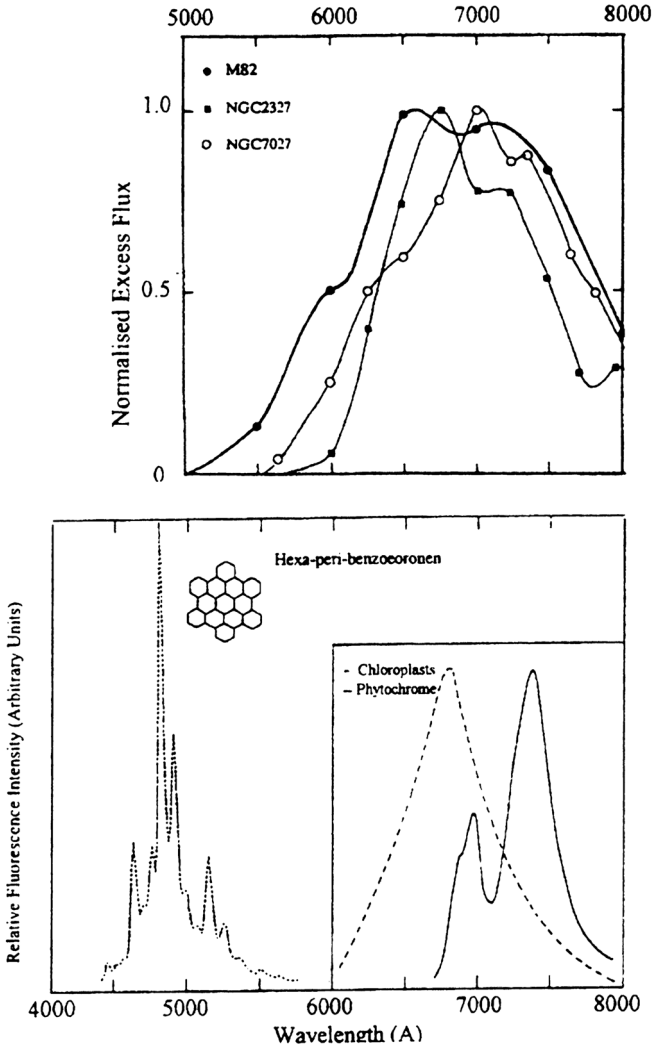 5000 6000 7000 8000
M82
NGC2327
NGC7027
1.0
0.5
0
Normalised Excess Flux
Hexa-peri-benzoeoronen
- Chloroplasts
– Phytochrome
Relative Fluorescence Intensity (Arbitrary Units)
4000 5000 6000 7000 8000
Wavelength (A)